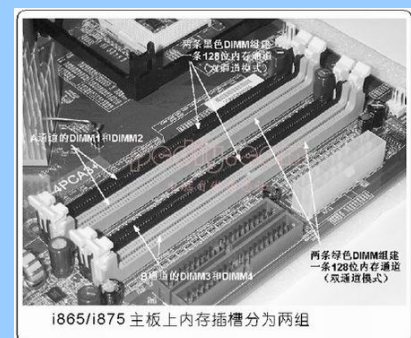 两条黑色DIMM组建
一条128位内存通道
（双通道模式）
A通道的DIMM1和DIMM2
4PCA3+
B通道的DIMM3和DIMM4
两条绿色DIMM组建
一条128位内存通道
（双通道模式）
i865/i875 主板上内存插槽分为两组